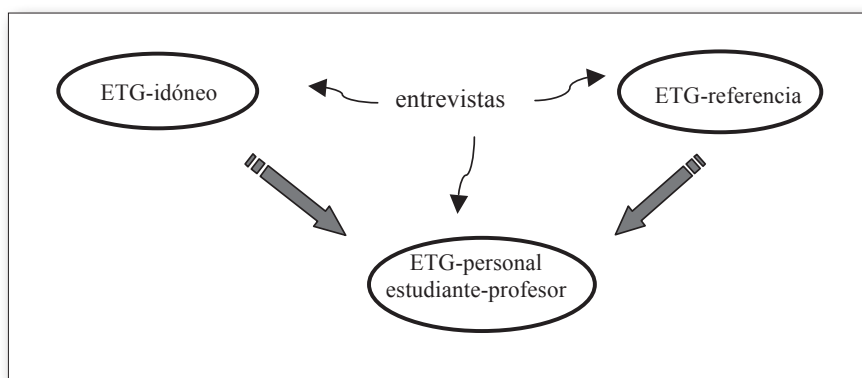 ETG-idóneo
entrevistas
ETG-referencia
ETG-personal
estudiante-profesor